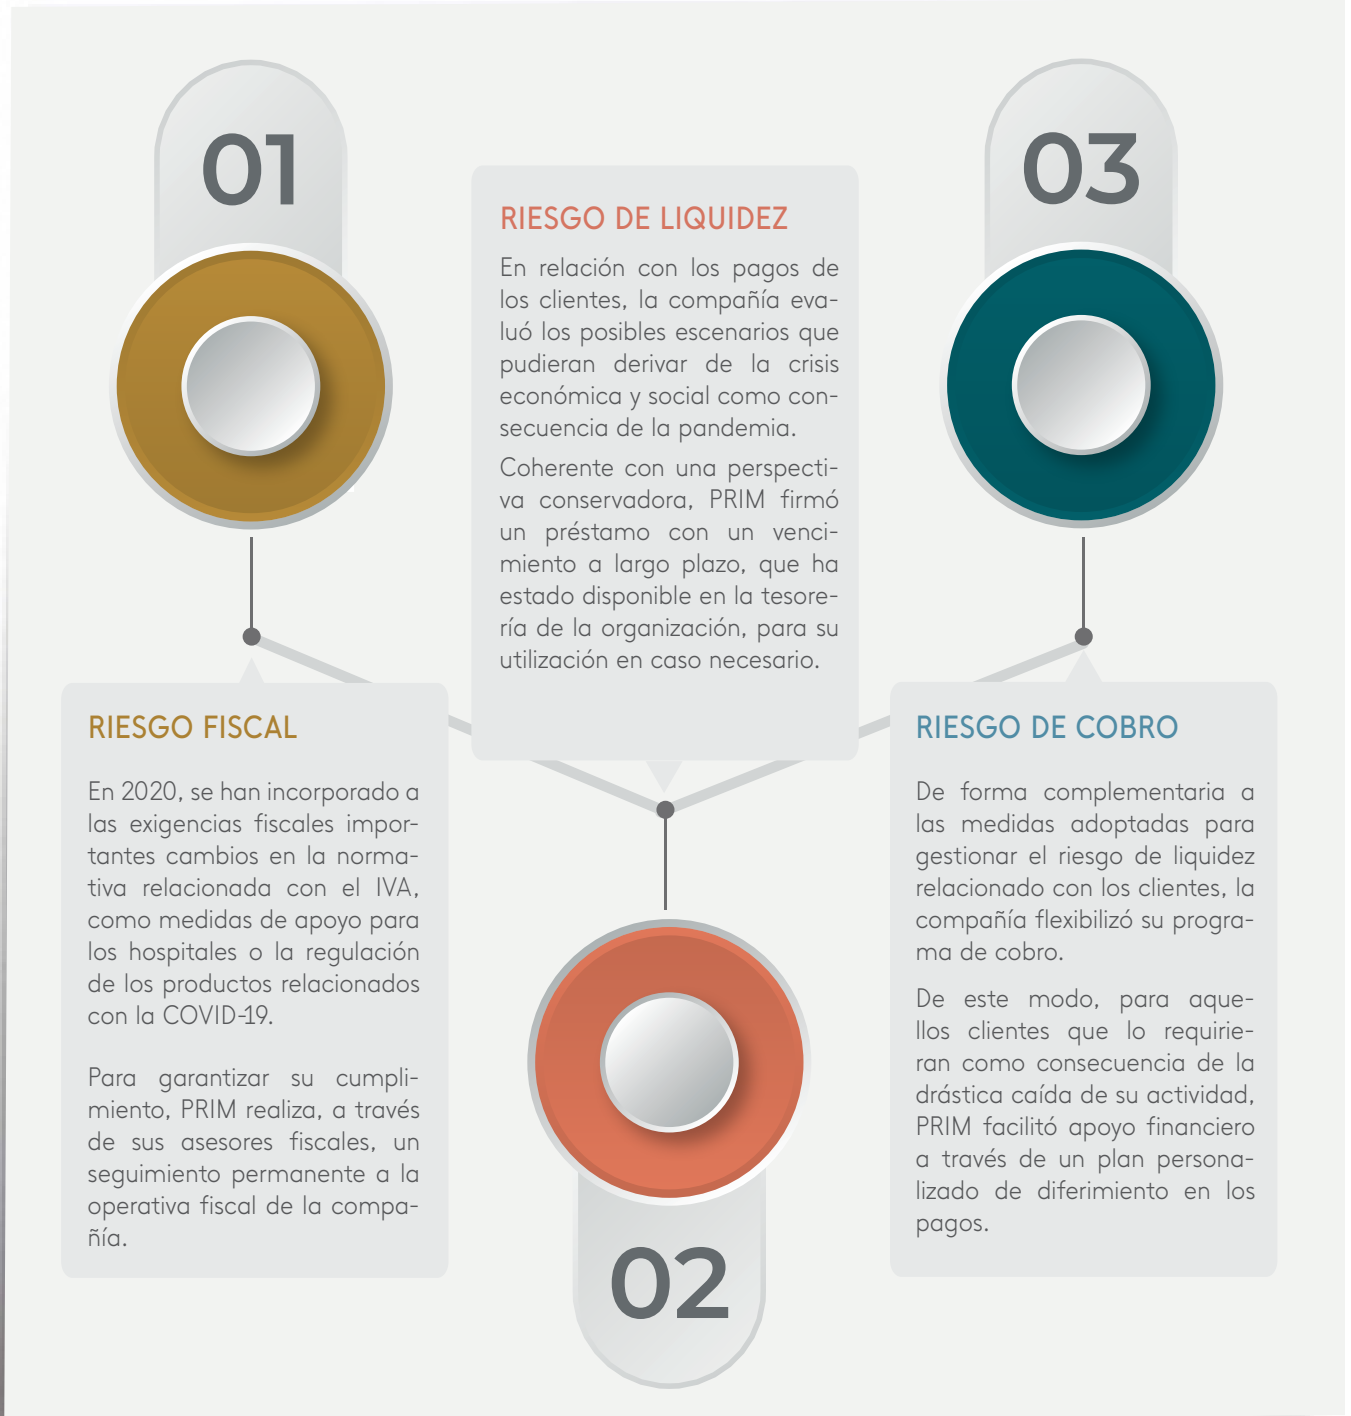 01
RIESGO FISCAL
En 2020, se han incorporado a
las exigencias fiscales impor-
tantes cambios en la norma-
tiva relacionada con el IVA,
como medidas de apoyo para
los hospitales o la regulación
de los productos relacionados
con la COVID-19.
Para garantizar su cumpli-
miento, PRIM realiza, a través
de sus asesores fiscales, un
seguimiento permanente a la
operativa fiscal de la compa-
ñía.
RIESGO DE LIQUIDEZ
En relación con los pagos de
los clientes, la compañía eva-
luó los posibles escenarios que
pudieran derivar de la crisis
económica y social como con-
secuencia de la pandemia.
Coherente con una perspecti-
va conservadora, PRIM firmó
un préstamo con un venci-
miento a largo plazo, que ha
estado disponible en la tesore-
ría de la organización, para su
utilización en caso necesario.
02
03
RIESGO DE COBRO
De forma complementaria a
las medidas adoptadas para
gestionar el riesgo de liquidez
relacionado con los clientes, la
compañía flexibilizó su progra-
ma de cobro.
De este modo, para aque-
llos clientes que lo requirie-
ran como consecuencia de la
drástica caída de su actividad,
PRIM facilitó apoyo financiero
a través de un plan persona-
lizado de diferimiento en los
pagos.